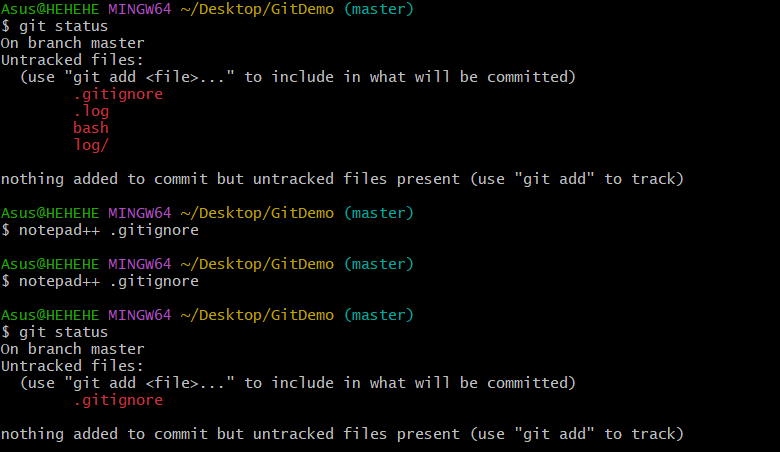 Asus@HEHEHE MINGW64 ~/Desktop/GitDemo (master)
$ git status
On branch master
Untracked files:
  (use "git add <file>..." to include in what will be committed)
        .gitignore
        .log
        bash
        log/

nothing added to commit but untracked files present (use "git add" to track)

Asus@HEHEHE MINGW64 ~/Desktop/GitDemo (master)
$ notepad++ .gitignore

Asus@HEHEHE MINGW64 ~/Desktop/GitDemo (master)
$ notepad++ .gitignore

Asus@HEHEHE MINGW64 ~/Desktop/GitDemo (master)
$ git status
On branch master
Untracked files:
  (use "git add <file>..." to include in what will be committed)
        .gitignore

nothing added to commit but untracked files present (use "git add" to track)